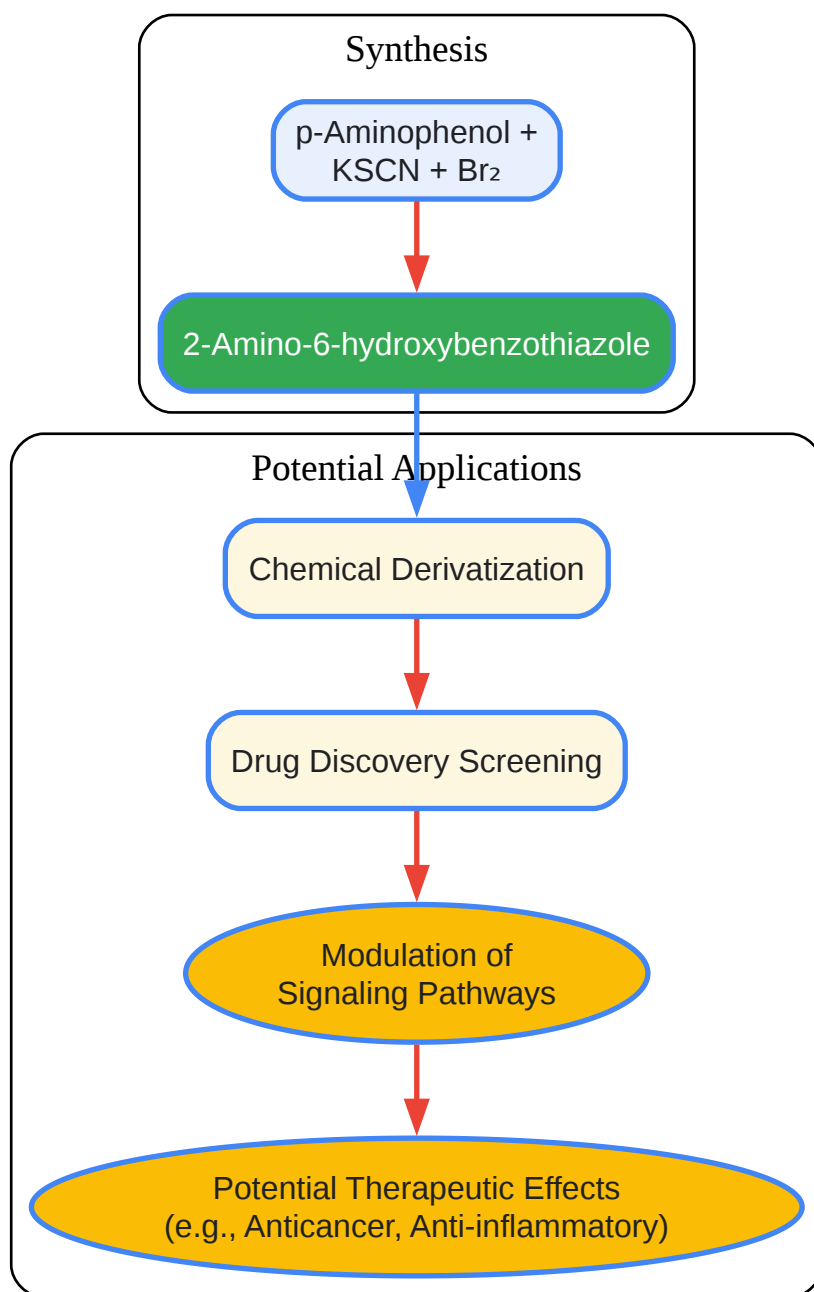 Synthesis
p-Aminophenol +
KSCN + Br₂
2-Amino-6-hydroxybenzothiazole
Potential Applications
Chemical Derivatization
Drug Discovery Screening
Modulation of
Signaling Pathways
Potential Therapeutic Effects
(e.g., Anticancer, Anti-inflammatory)